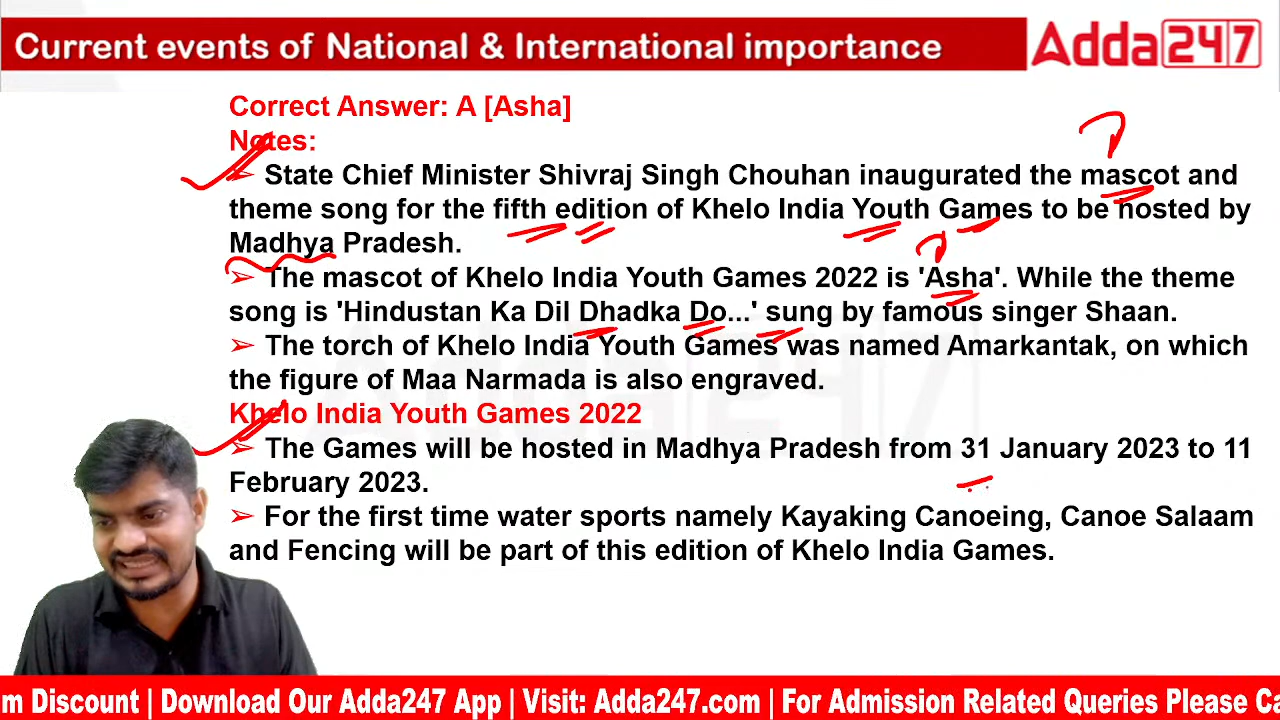 Current events of National & International importance
Adda247
Correct Answer: A [Asha]
Notes:
➢ State Chief Minister Shivraj Singh Chouhan inaugurated the mascot and
theme song for the fifth edition of Khelo India Youth Games to be hosted by
Madhya Pradesh.
➢ The mascot of Khelo India Youth Games 2022 is 'Asha'. While the theme
song is 'Hindustan Ka Dil Dhadka Do...' sung by famous singer Shaan.
➢ The torch of Khelo India Youth Games was named Amarkantak, on which
the figure of Maa Narmada is also engraved.
Khelo India Youth Games 2022
➢ The Games will be hosted in Madhya Pradesh from 31 January 2023 to 11
February 2023.
➢ For the first time water sports namely Kayaking Canoeing, Canoe Salaam
and Fencing will be part of this edition of Khelo India Games.
m Discount | Download Our Adda247 App | Visit: Adda247.com | For Admission Related Queries Please Ca